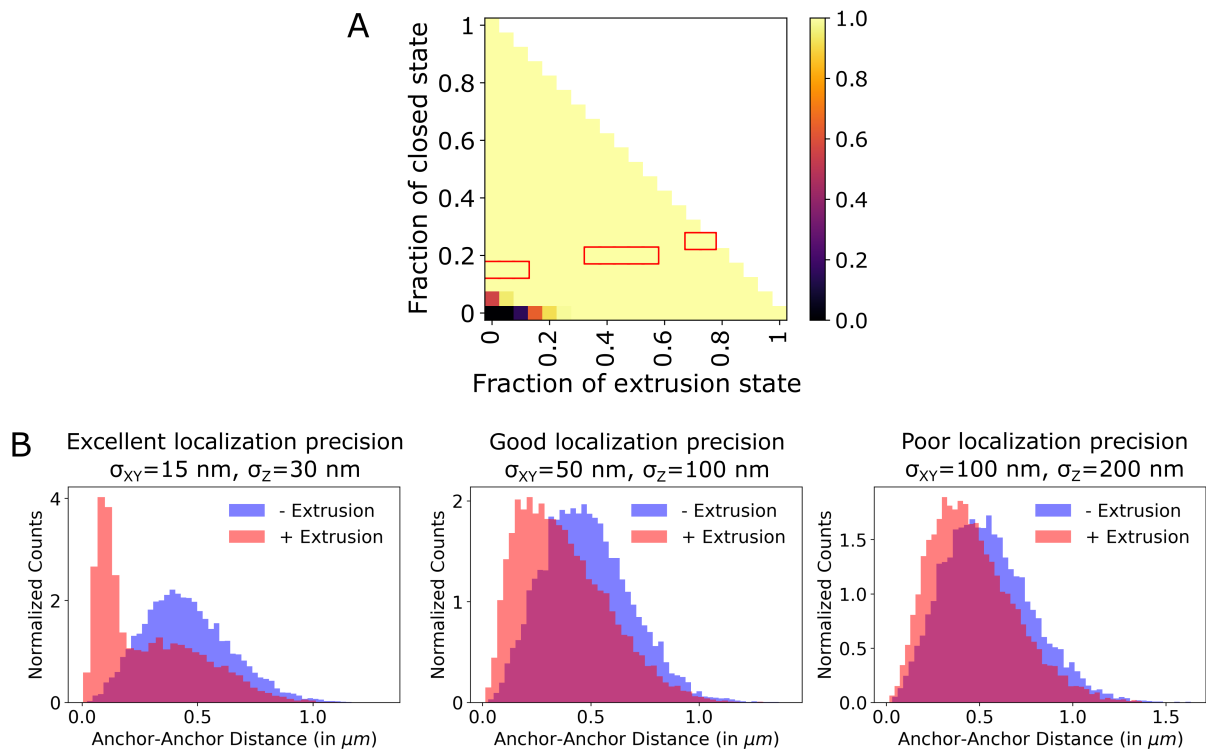 A
Fraction of closed state
1
0.8
0.6
0.4
0.2
0
0
0.2
0.4
0.6
0.8
1
Fraction of extrusion state
1.0
0.8
0.6
0.4
0.2
0.0
B
Excellent localization precision
σXY=15 nm, σZ=30 nm
Normalized Counts
4
2
0
- Extrusion
+ Extrusion
0.0 0.5 1.0
Anchor-Anchor Distance (in μm)
Good localization precision
σXY=50 nm, σZ=100 nm
Normalized Counts
2
1
0
- Extrusion
+ Extrusion
0.0 0.5 1.0
Anchor-Anchor Distance (in μm)
Poor localization precision
σXY=100 nm, σZ=200 nm
Normalized Counts
1.5
1.0
0.5
0.0
- Extrusion
+ Extrusion
0.0 0.5 1.0 1.5
Anchor-Anchor Distance (in μm)